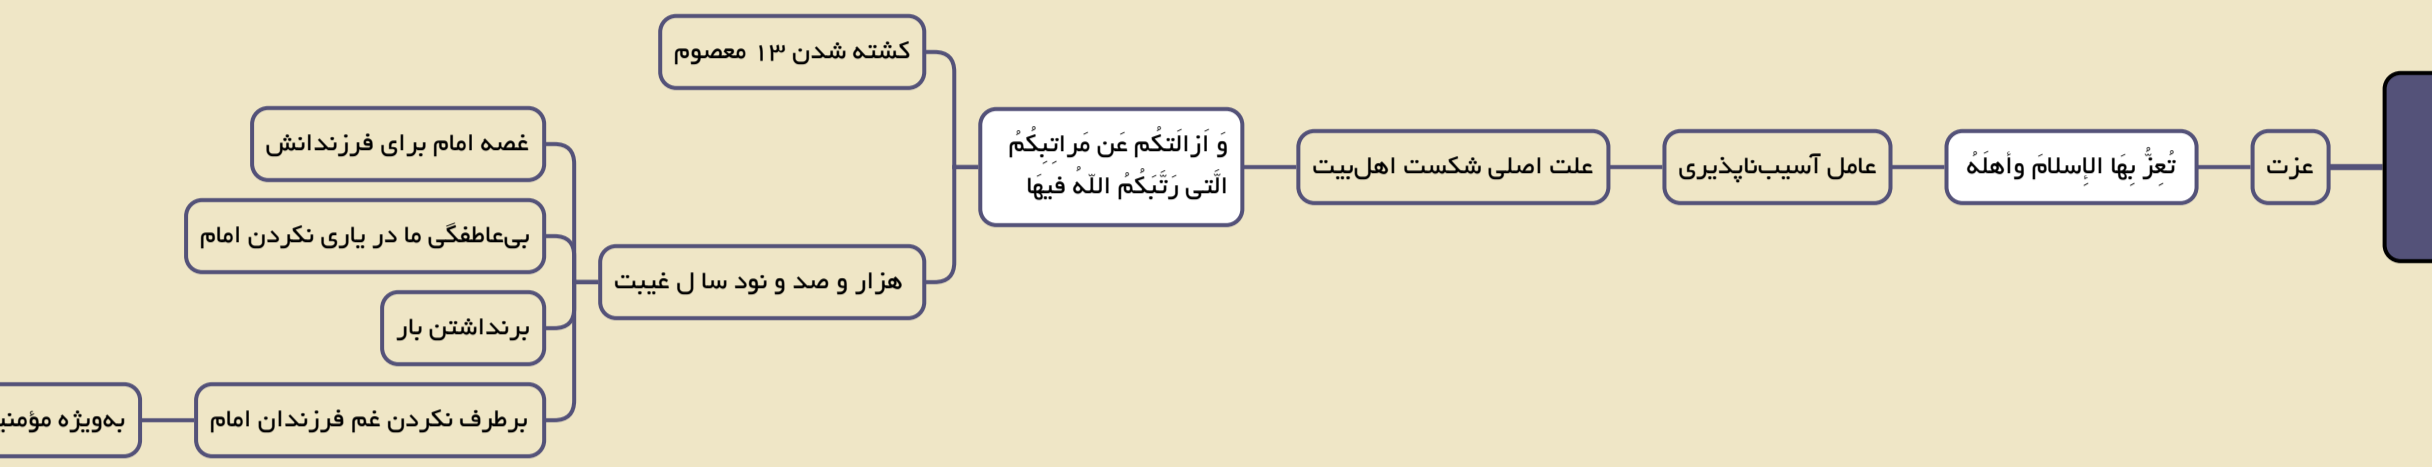 عزت
تُعِزُّ بِهَا الإِسلامَ وأهلَهُ
عامل آسیب‌ناپذیری
علت اصلی شکست اهل‌بیت
وَ اَزالَتکُم عَن مَراتِبِکُمُ
الَّتی رَتَّبَکُمُ اللّهُ فیهَا
کشته شدن ۱۳ معصوم
هزار و صد و نود سا ل غیبت
غصه امام برای فرزندانش
بی‌عاطفگی ما در یاری نکردن امام
برنداشتن بار
برطرف نکردن غم فرزندان امام
به‌ویژه